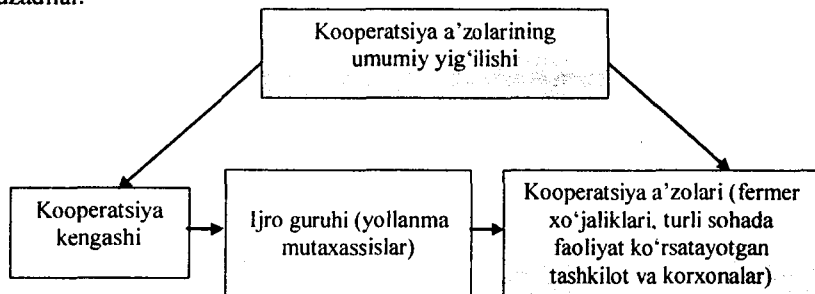 Kooperatsiya a’zolarining
umumiy yig‘ilishi
Kooperatsiya
kengashi
Ijro guruhi (yollanma
mutaxassislar)
Kooperatsiya a’zolari (fermer
xo‘jaliklari, turli sohada
faoliyat ko‘rsatayotgan
tashkilot va korxonalar)